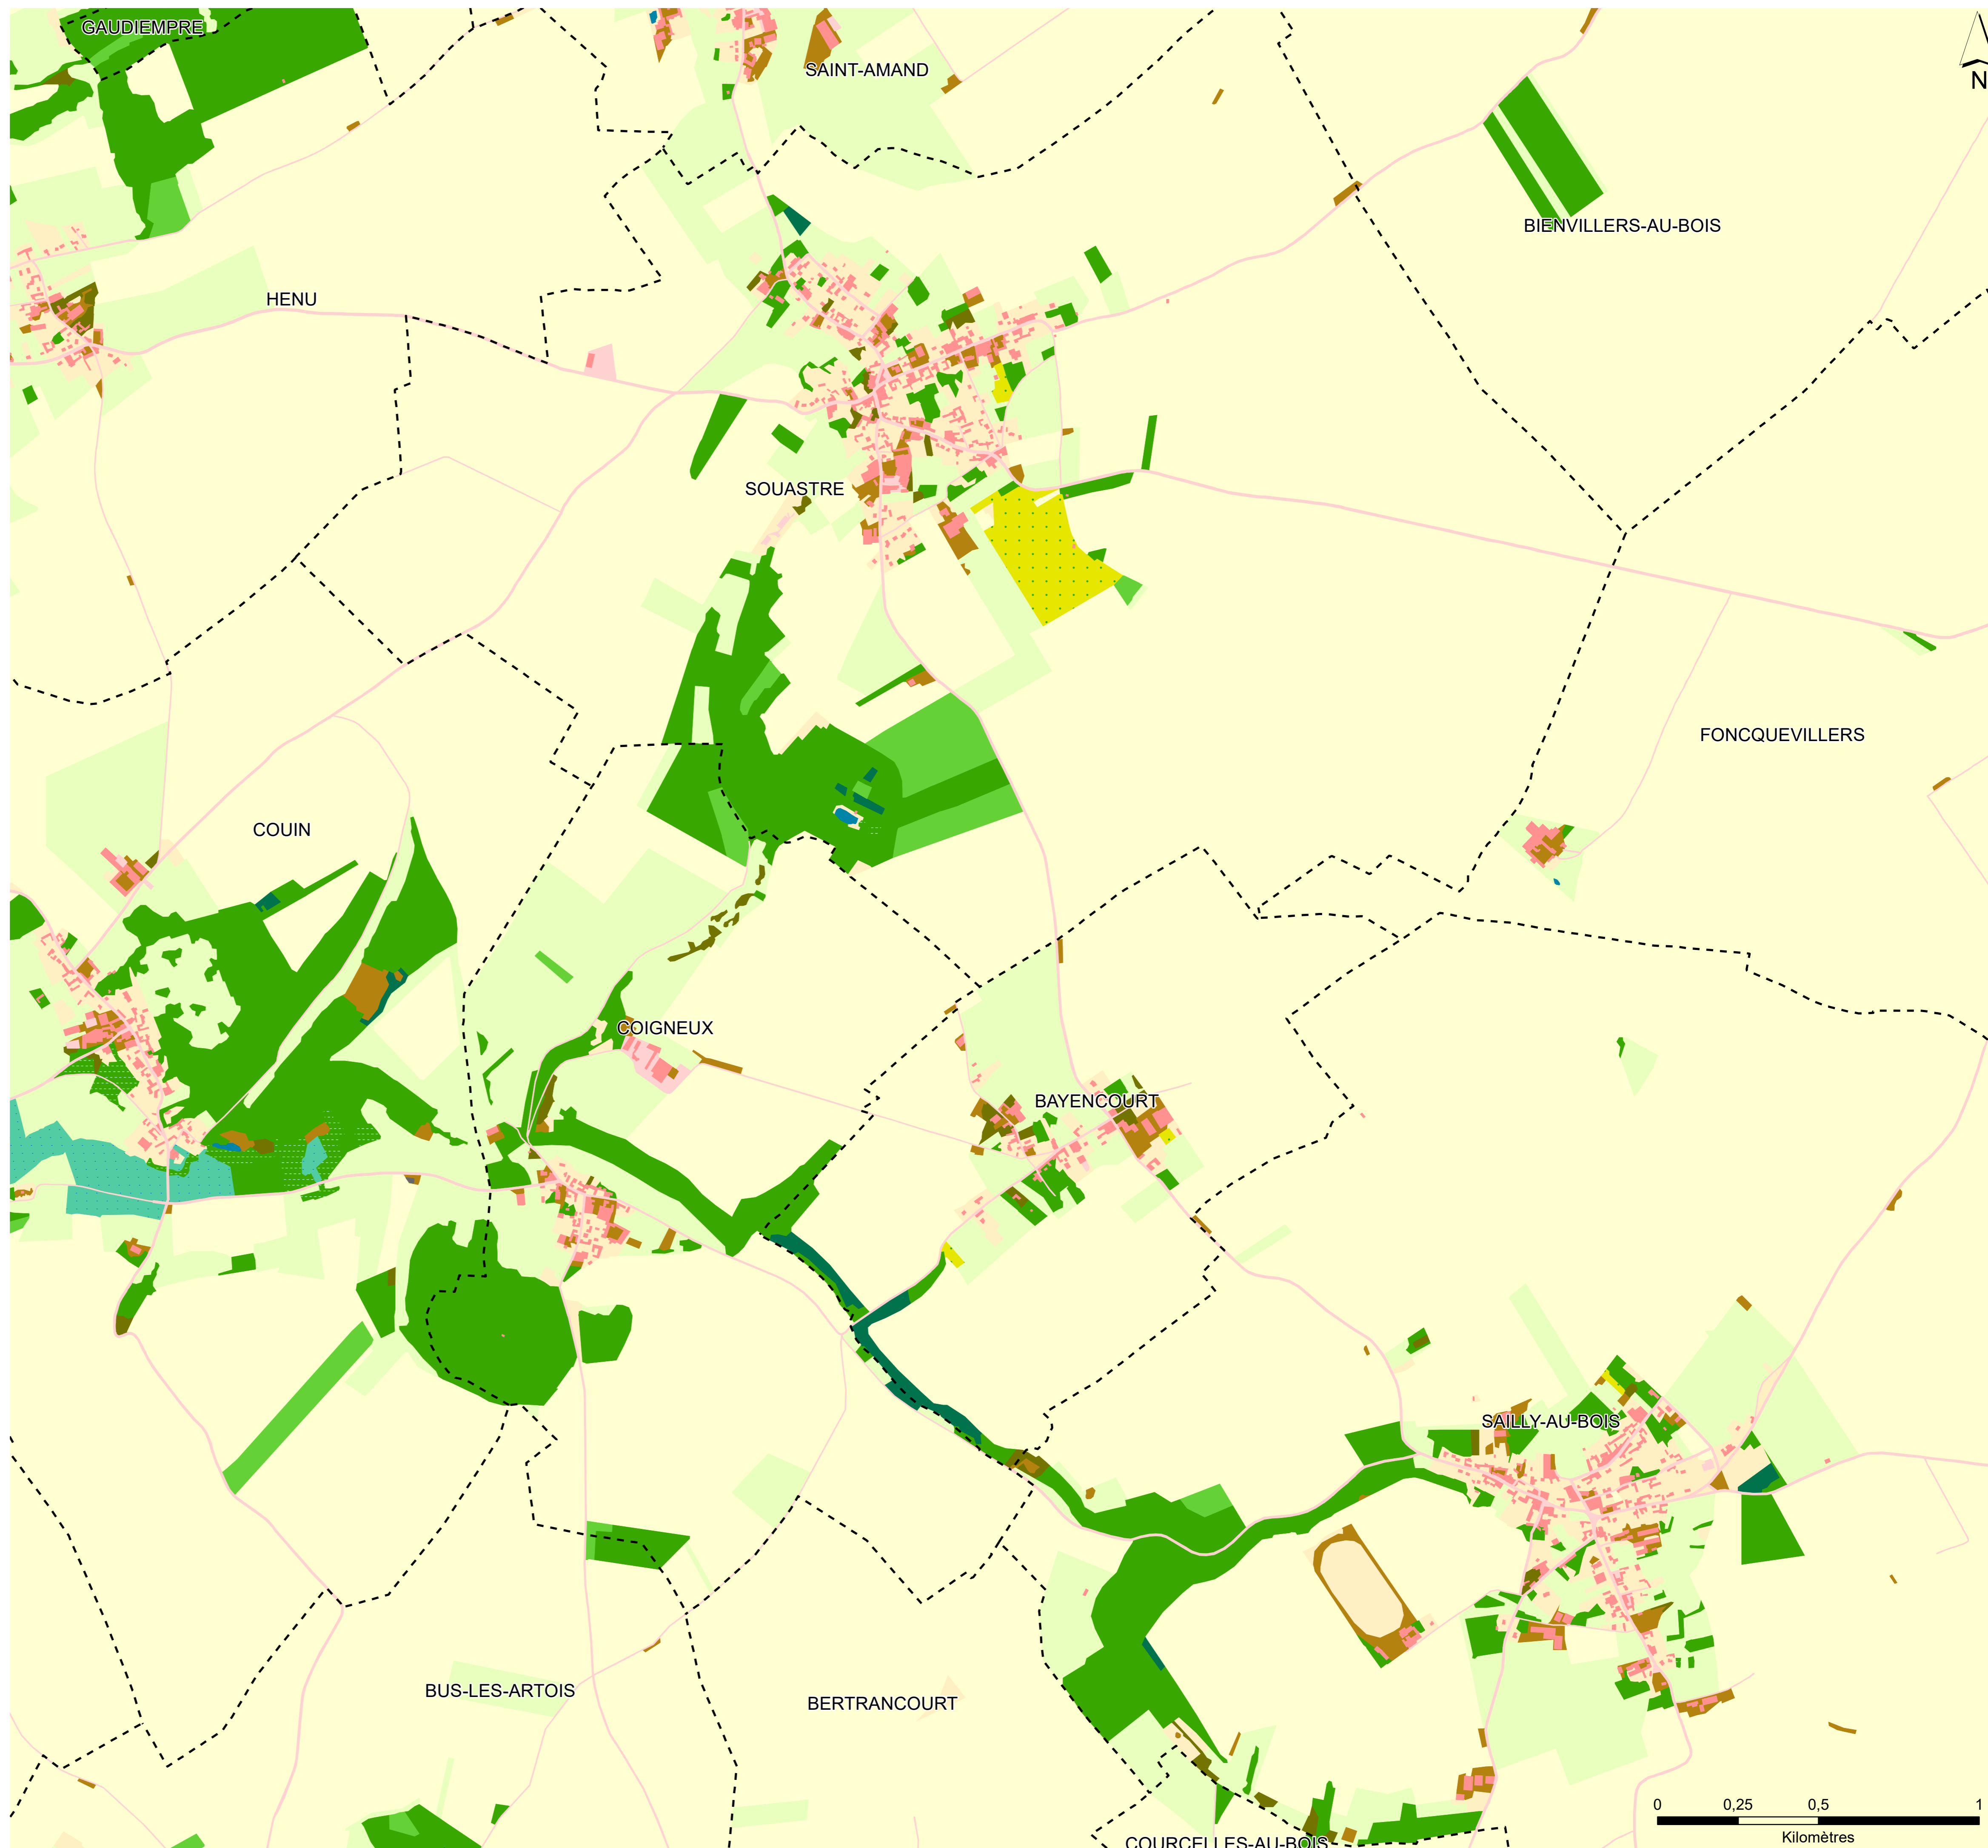 GAUDIEMPRE
SAINT-AMAND
N
BIENVILLERS-AU-BOIS
HENU
SOUASTRE
FONCQUEVILLERS
COUIN
COIGNEUX
BAYENCOURT
SAILLY-AU-BOIS
BUS-LES-ARTOIS
BERTRANCOURT
0 0,25 0,5 1
Kilomètres
COURCELLES-AU-BOIS